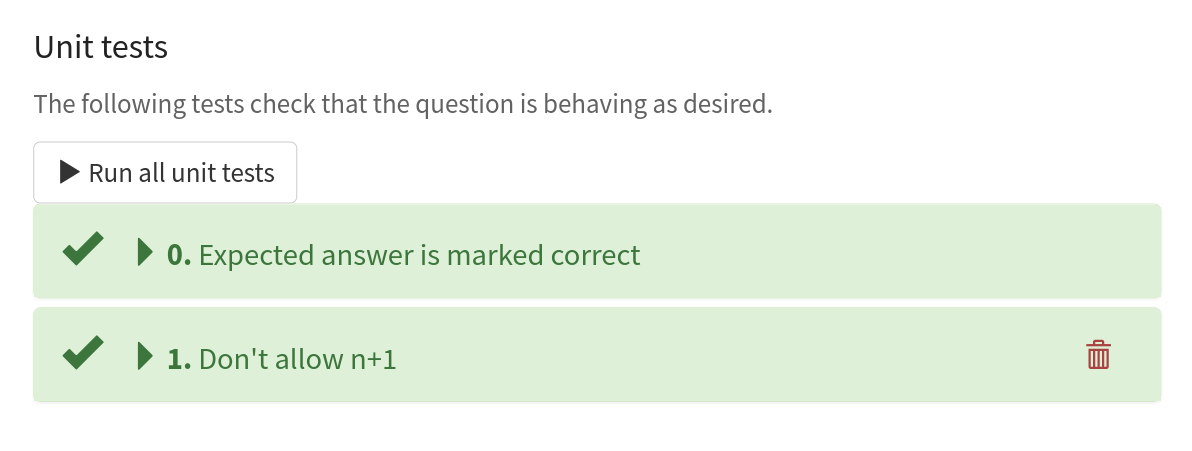 Unit tests
The following tests check that the question is behaving as desired.
Run all unit tests
0. Expected answer is marked correct
1. Don't allow n+1